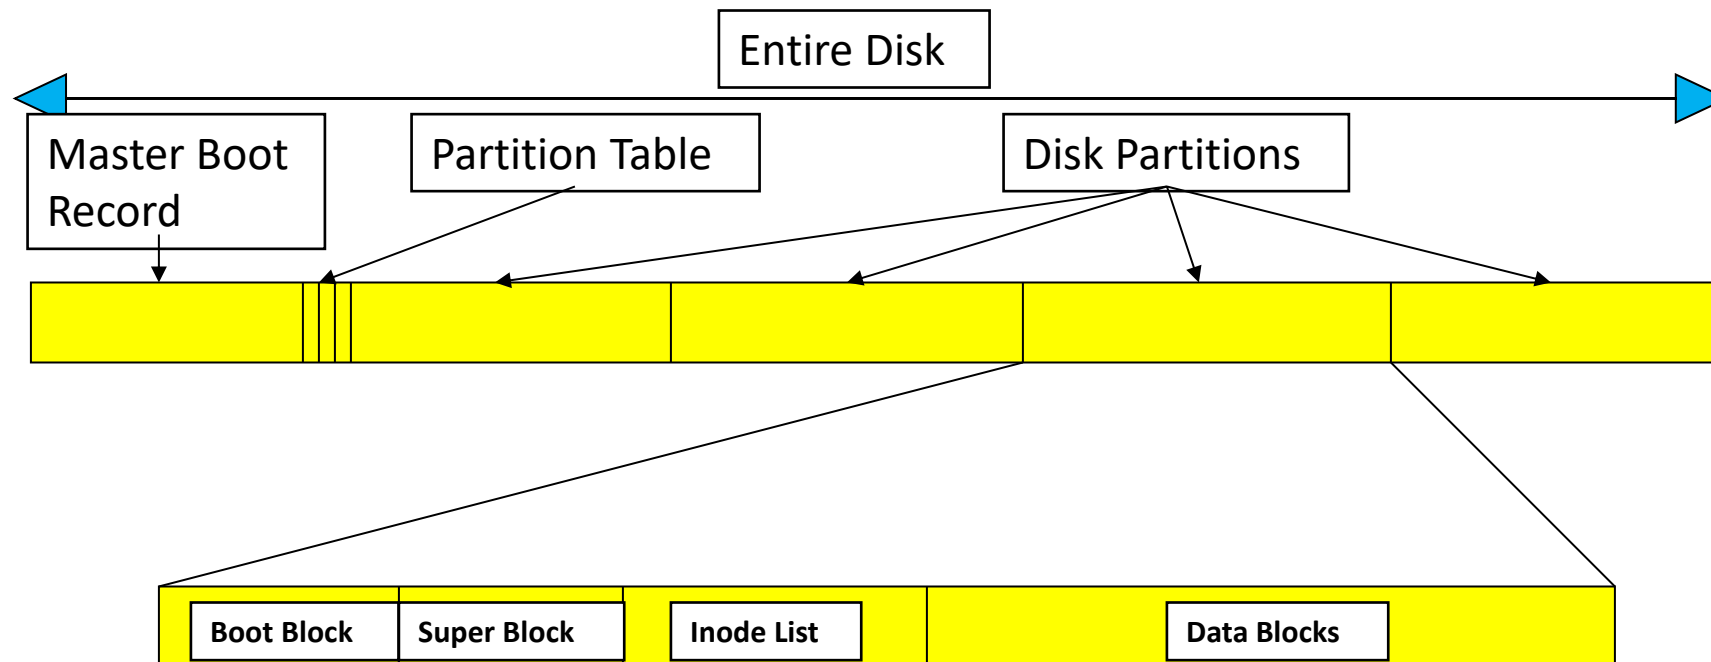 Entire Disk
Master Boot
Record
Partition Table
Disk Partitions
Boot Block
Super Block
Inode List
Data Blocks